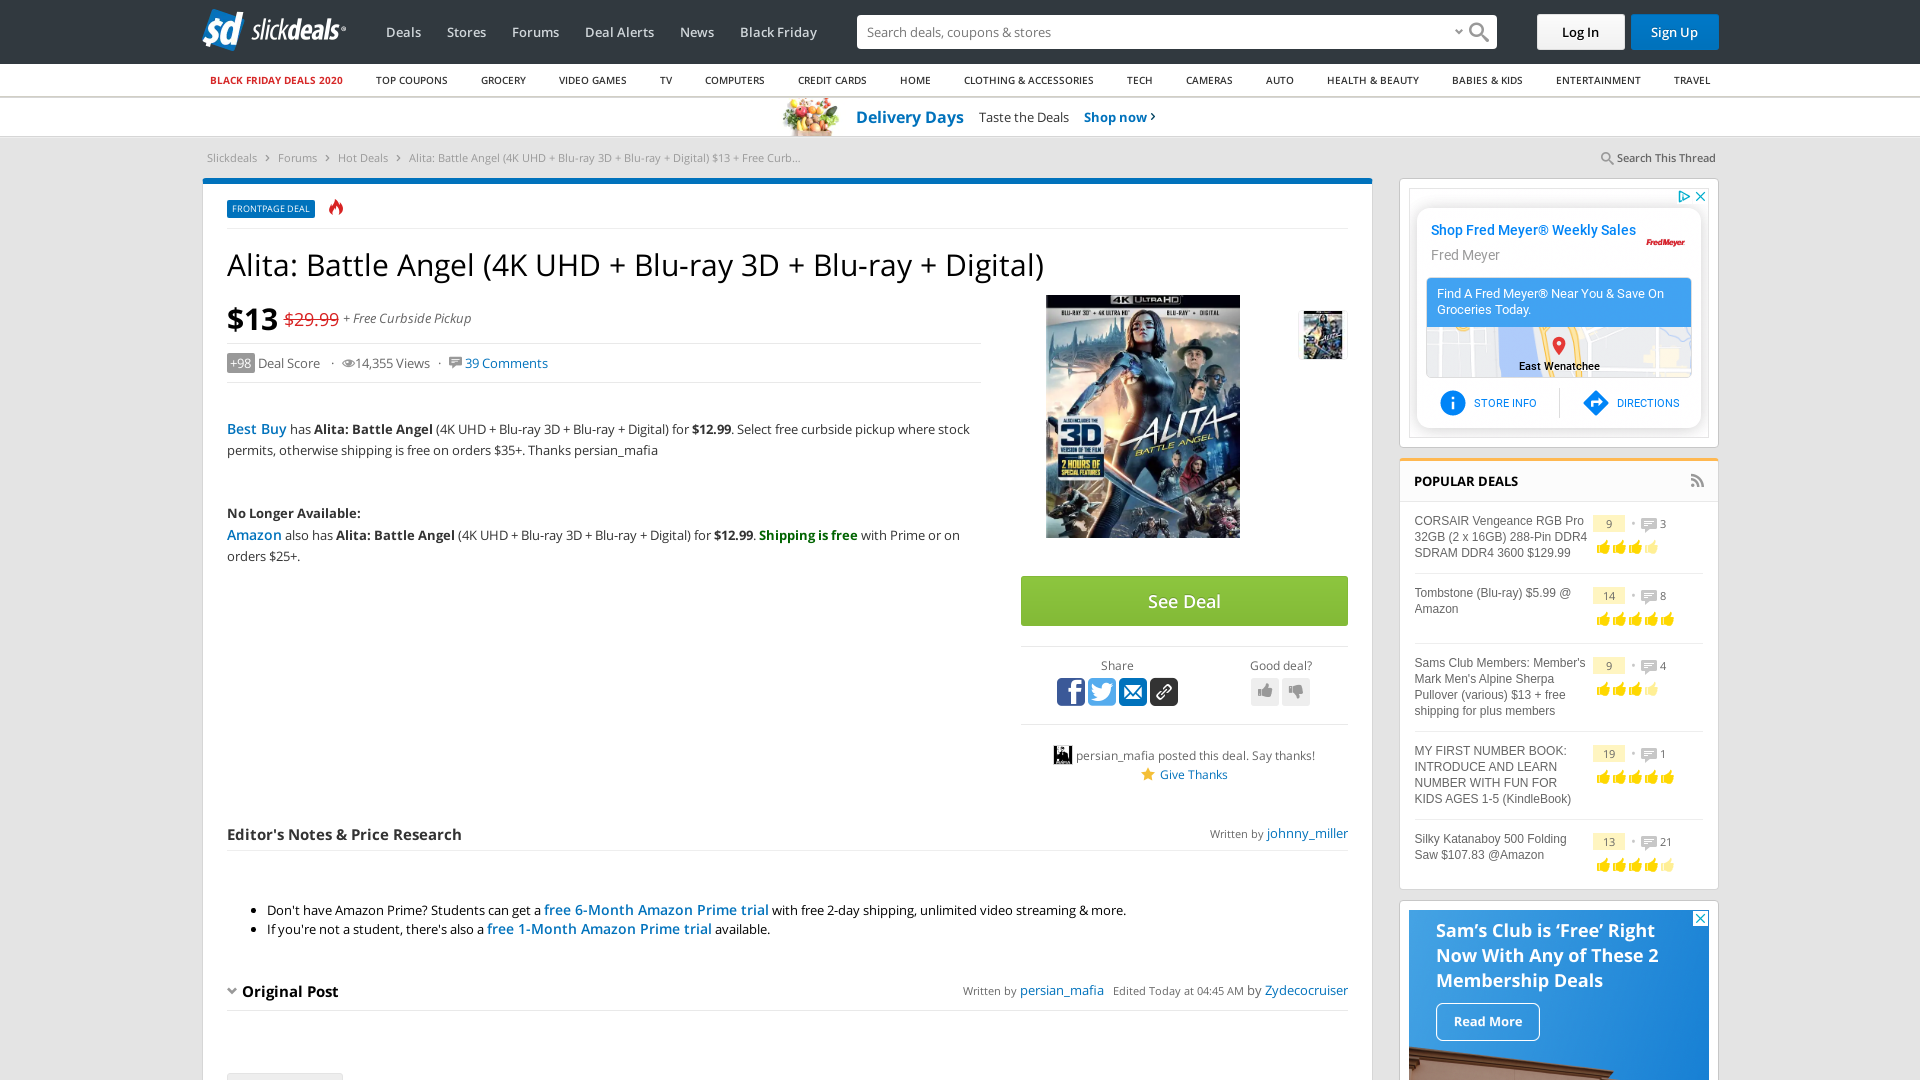 slickdeals
Deals
Stores
Forums
Deal Alerts
News
Black Friday
Search deals, coupons & stores
Log In
Sign Up
BLACK FRIDAY DEALS 2020
TOP COUPONS
GROCERY
VIDEO GAMES
TV
COMPUTERS
CREDIT CARDS
HOME
CLOTHING & ACCESSORIES
TECH
CAMERAS
AUTO
HEALTH & BEAUTY
BABIES & KIDS
ENTERTAINMENT
TRAVEL
Delivery Days Taste the Deals Shop now
Slickdeals > Forums > Hot Deals > Alita: Battle Angel (4K UHD + Blu-ray 3D + Blu-ray + Digital) $13 + Free Curb...
Search This Thread
FRONTPAGE DEAL
Alita: Battle Angel (4K UHD + Blu-ray 3D + Blu-ray + Digital)
$13 $29.99 + Free Curbside Pickup
+98 Deal Score · 14,355 Views · 39 Comments
Best Buy has Alita: Battle Angel (4K UHD + Blu-ray 3D + Blu-ray + Digital) for $12.99. Select free curbside pickup where stock
permits, otherwise shipping is free on orders $35+. Thanks persian_mafia
No Longer Available:
Amazon also has Alita: Battle Angel (4K UHD + Blu-ray 3D + Blu-ray + Digital) for $12.99. Shipping is free with Prime or on
orders $25+.
4K ULTRA HD
BLU-RAY 3D + 4K ULTRA HD BLU-RAY + DIGITAL
3D
VERSION OF THE FILM
2 HOURS OF
SPECIAL FEATURES
ALITA
BATTLE ANGEL
See Deal
Share
Good deal?
persian_mafia posted this deal. Say thanks!
Give Thanks
Editor's Notes & Price Research
Written by johnny_miller
• Don't have Amazon Prime? Students can get a free 6-Month Amazon Prime trial with free 2-day shipping, unlimited video streaming & more.
• If you're not a student, there's also a free 1-Month Amazon Prime trial available.
Original Post
Written by persian_mafia Edited Today at 04:45 AM by Zydecocruiser
Shop Fred Meyer® Weekly Sales
Fred Meyer
Fred Meyer
Find A Fred Meyer® Near You & Save On
Groceries Today.
East Wenatchee
STORE INFO
DIRECTIONS
POPULAR DEALS
CORSAIR Vengeance RGB Pro
32GB (2 x 16GB) 288-Pin DDR4
SDRAM DDR4 3600 $129.99
9 • 3
Tombstone (Blu-ray) $5.99 @
Amazon
14 • 8
Sams Club Members: Member's
Mark Men's Alpine Sherpa
Pullover (various) $13 + free
shipping for plus members
9 • 4
MY FIRST NUMBER BOOK:
INTRODUCE AND LEARN
NUMBER WITH FUN FOR
KIDS AGES 1-5 (KindleBook)
19 • 1
Silky Katanaboy 500 Folding
Saw $107.83 @Amazon
13 • 21
Sam's Club is 'Free' Right
Now With Any of These 2
Membership Deals
Read More